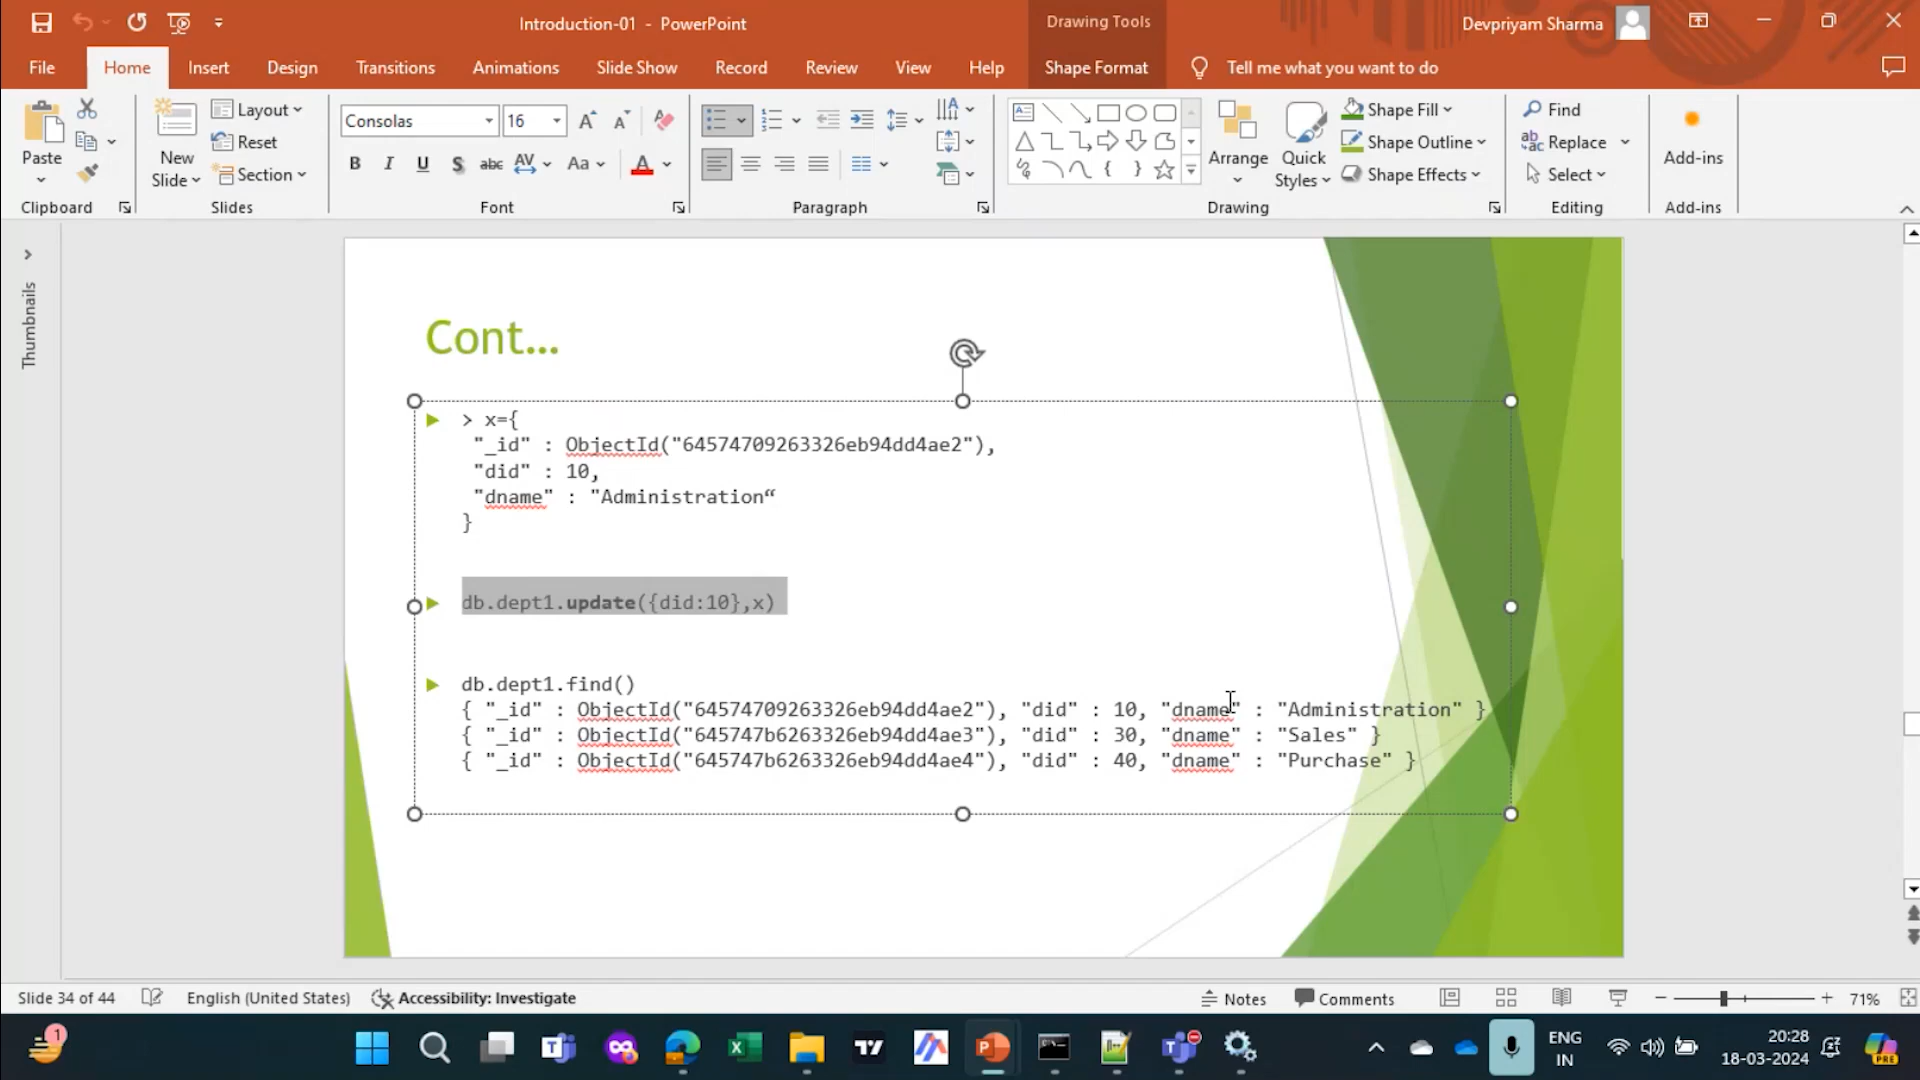 Introduction-01 - PowerPoint
Drawing Tools
Devpriyam Sharma
File Home Insert Design Transitions Animations Slide Show Record Review View Help Shape Format Tell me what you want to do
Paste
Clipboard
New Slide
Layout
Reset
Section
Slides
Consolas 16
B I U S abc AV Aa A
Font
Paragraph
Arrange
Quick Styles
Shape Fill
Shape Outline
Shape Effects
Drawing
Find
Replace
Select
Editing
Add-ins
Add-ins
Thumbnails
Cont...
> x={
"_id" : ObjectId("64574709263326eb94dd4ae2"),
"did" : 10,
"dname" : "Administration“
}
db.dept1.update({did:10},x)
db.dept1.find()
{ "_id" : ObjectId("64574709263326eb94dd4ae2"), "did" : 10, "dname" : "Administration" }
{ "_id" : ObjectId("645747b6263326eb94dd4ae3"), "did" : 30, "dname" : "Sales" }
{ "_id" : ObjectId("645747b6263326eb94dd4ae4"), "did" : 40, "dname" : "Purchase" }
Slide 34 of 44 English (United States) Accessibility: Investigate Notes Comments 71%
1
ENG
IN
20:28
18-03-2024
PRE